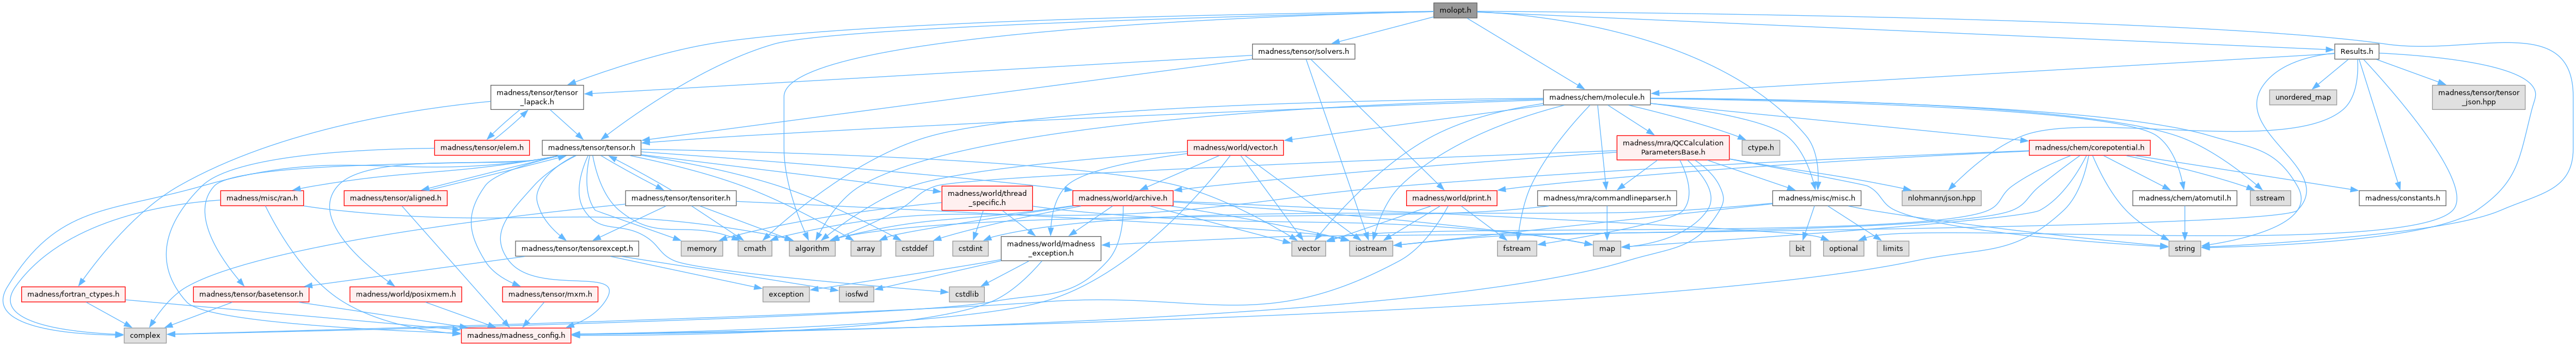 molopt.h
madness/tensor/solvers.h
Results.h
madness/tensor/tensor
_lapack.h
madness/chem/molecule.h
unordered_map
madness/tensor/tensor
_json.hpp
madness/tensor/elem.h
madness/tensor/tensor.h
madness/world/vector.h
madness/mra/QCCalculation
ParametersBase.h
ctype.h
madness/chem/corepotential.h
madness/misc/ran.h
madness/tensor/aligned.h
madness/tensor/tensoriter.h
madness/world/thread
_specific.h
madness/world/archive.h
madness/world/print.h
madness/mra/commandlineparser.h
madness/misc/misc.h
nlohmann/json.hpp
madness/chem/atomutil.h
sstream
madness/constants.h
madness/tensor/tensorexcept.h
memory
cmath
algorithm
array
cstddef
cstdint
madness/world/madness
_exception.h
vector
iostream
fstream
map
bit
optional
limits
string
madness/fortran_ctypes.h
madness/tensor/basetensor.h
madness/world/posixmem.h
madness/tensor/mxm.h
exception
iosfwd
cstdlib
complex
madness/madness_config.h